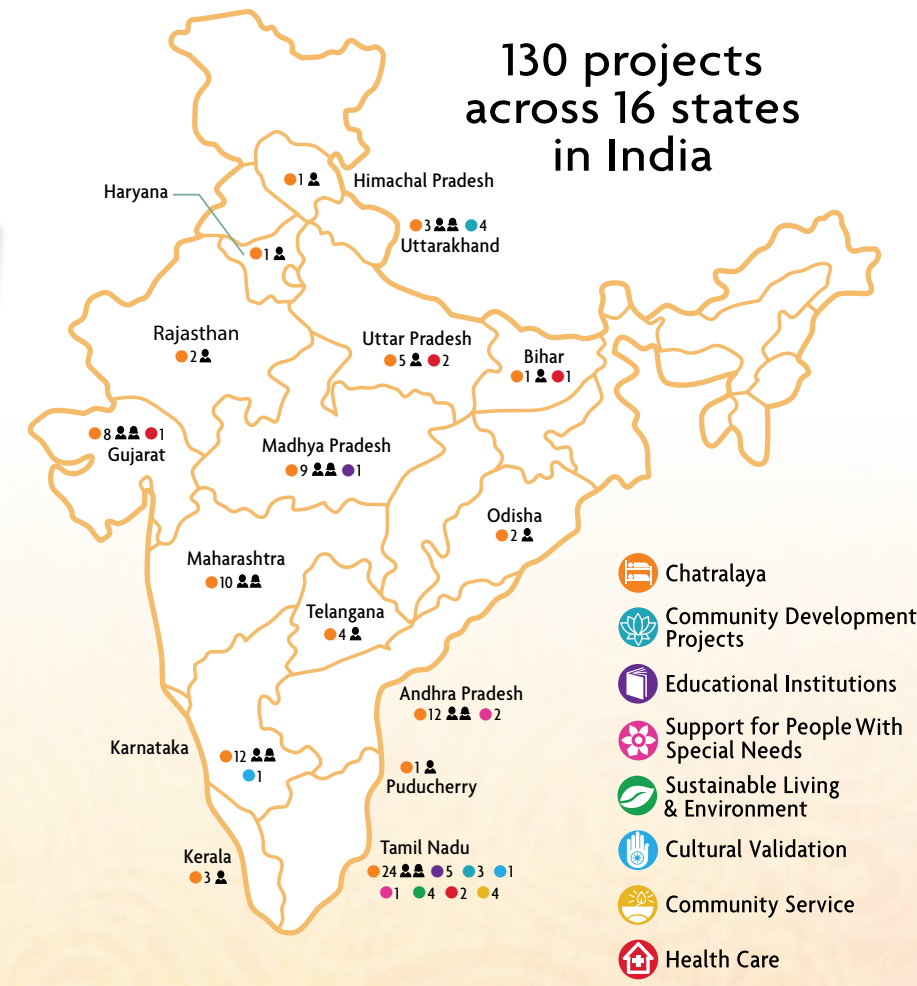 130 projects
across 16 states
in India
Haryana
1
Himachal Pradesh
3 4
Uttarakhand
1
Rajasthan
2
Uttar Pradesh
5 2
Bihar
1 1
8 1
Gujarat
Madhya Pradesh
9 1
Odisha
2
Maharashtra
10
Telangana
4
Andhra Pradesh
12 2
Karnataka
12
1
1
Puducherry
Kerala
3
Tamil Nadu
24 5 3 1
1 4 2 4
Chatralaya
Community Development
Projects
Educational Institutions
Support for People With
Special Needs
Sustainable Living
& Environment
Cultural Validation
Community Service
Health Care